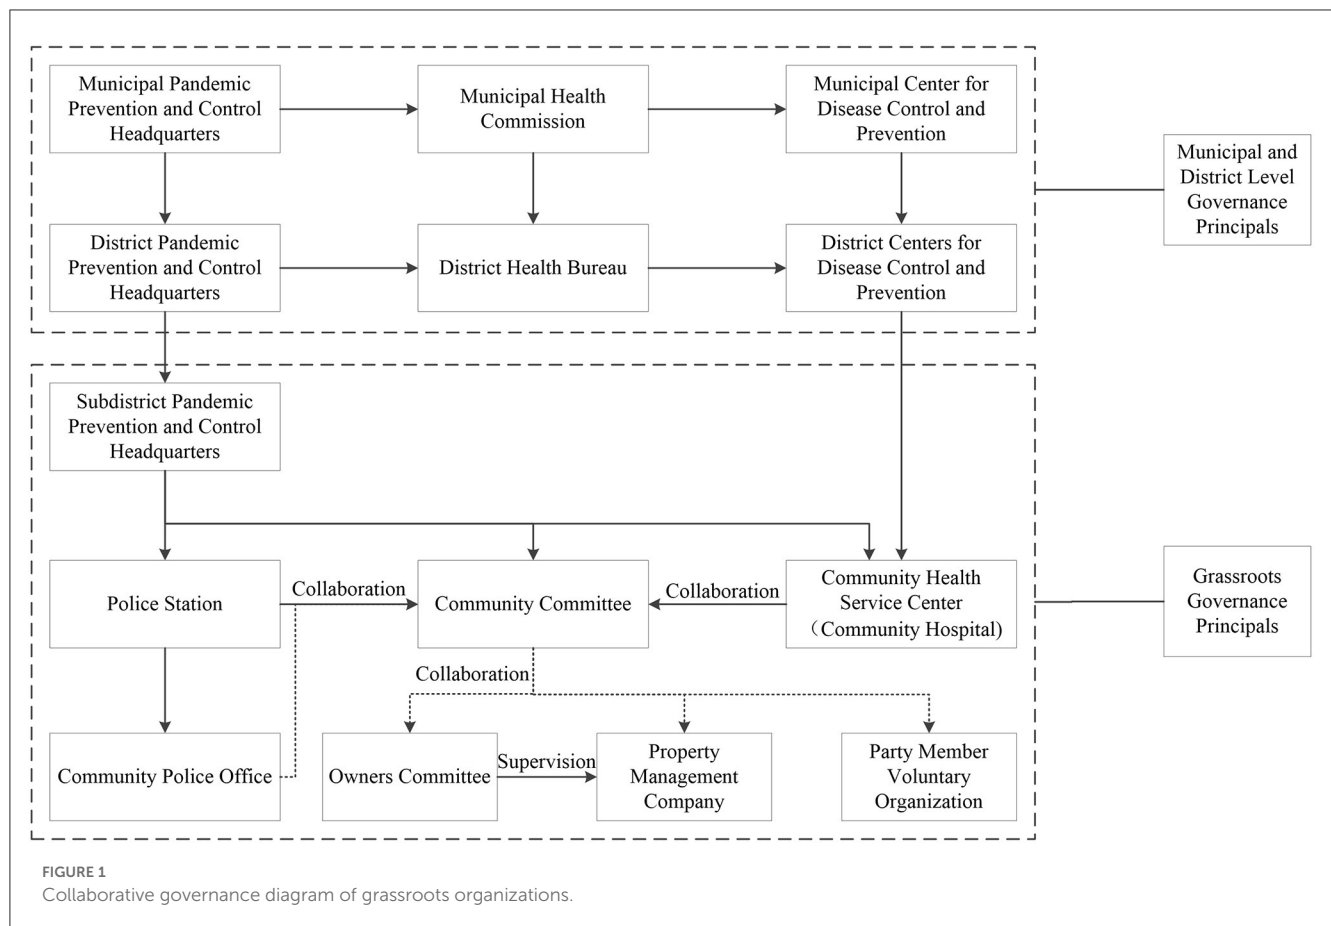 Municipal Pandemic
Prevention and Control
Headquarters
Municipal Health
Commission
Municipal Center for
Disease Control and
Prevention
Municipal and
District Level
Governance
Principals
District Pandemic
Prevention and Control
Headquarters
District Health Bureau
District Centers for
Disease Control and
Prevention
Subdistrict Pandemic
Prevention and Control
Headquarters
Police Station
Collaboration
Community Committee
Collaboration
Community Health
Service Center
（Community Hospital)
Grassroots
Governance
Principals
Collaboration
Community Police Office
Owners Committee
Supervision
Property
Management
Company
Party Member
Voluntary
Organization
FIGURE 1
Collaborative governance diagram of grassroots organizations.